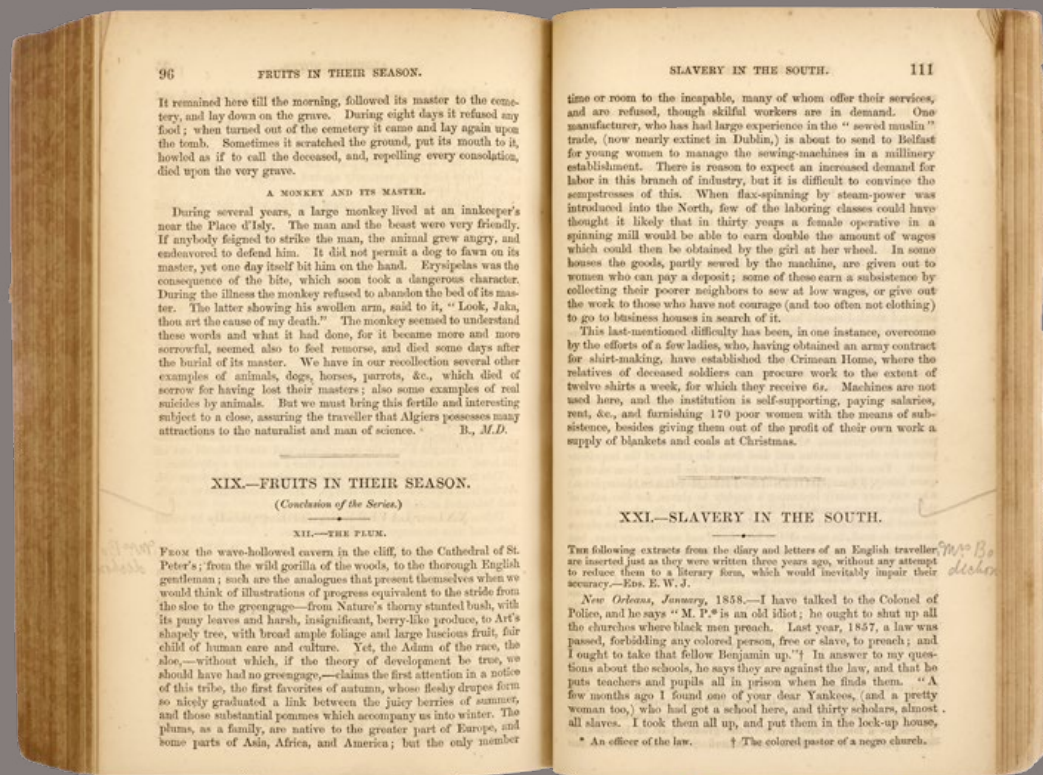 96 FRUITS IN THEIR SEASON.
It remained here till the morning, followed its master to the ceme-
tery, and lay down on the grave. During eight days it refused any
food; when turned out of the cemetery it came and lay again upon
the tomb. Sometimes it scratched the ground, put its mouth to it,
howled as if to call the deceased, and, repelling every consolation,
died upon the very grave.
A MONKEY AND ITS MASTER.
During several years, a large monkey lived at an innkeeper's
near the Place d'Isly. The man and the beast were very friendly.
If anybody feigned to strike the man, the animal grew angry, and
endeavored to defend him. It did not permit a dog to fawn on its
master, yet one day itself bit him on the hand. Erysipelas was the
consequence of the bite, which soon took a dangerous character.
During the illness the monkey refused to abandon the bed of its mas-
ter. The latter showing his swollen arm, said to it, "Look, Jaka,
thou art the cause of my death." The monkey seemed to understand
these words and what it had done, for it became more and more
sorrowful, seemed also to feel remorse, and died some days after
the burial of its master. We have in our recollection several other
examples of animals, dogs, horses, parrots, &c., which died of
sorrow for having lost their masters; also some examples of real
suicides by animals. But we must bring this fertile and interesting
subject to a close, assuring the traveller that Algiers possesses many
attractions to the naturalist and man of science. B., M.D.
XIX.—FRUITS IN THEIR SEASON.
(Conclusion of the Series.)
XII.—THE PLUM.
FROM the wave-hollowed cavern in the cliff, to the Cathedral of St.
Peter's; from the wild gorilla of the woods, to the thorough English
gentleman; such are the analogues that present themselves when we
would think of illustrations of progress equivalent to the stride from
the sloe to the greengage—from Nature's thorny stunted bush, with
its puny leaves and harsh, insignificant, berry-like produce, to Art's
shapely tree, with broad ample foliage and large luscious fruit, fair
child of human care and culture. Yet, the Adam of the race, the
sloe,—without which, if the theory of development be true, we
should have had no greengage,—claims the first attention in a notice
of this tribe, the first favorites of autumn, whose fleshy drupes form
so nicely graduated a link between the juicy berries of summer,
and those substantial pommes which accompany us into winter. The
plums, as a family, are native to the greater part of Europe, and
some parts of Asia, Africa, and America; but the only member
SLAVERY IN THE SOUTH. 111
time or room to the incapable, many of whom offer their services,
and are refused, though skilful workers are in demand. One
manufacturer, who has had large experience in the "sewed muslin"
trade, (now nearly extinct in Dublin,) is about to send to Belfast
for young women to manage the sewing-machines in a millinery
establishment. There is reason to expect an increased demand for
labor in this branch of industry, but it is difficult to convince the
sempstresses of this. When flax-spinning by steam-power was
introduced into the North, few of the laboring classes could have
thought it likely that in thirty years a female operative in a
spinning mill would be able to earn double the amount of wages
which could then be obtained by the girl at her wheel. In some
houses the goods, partly sewed by the machine, are given out to
women who can pay a deposit; some of these earn a subsistence by
collecting their poorer neighbors to sew at low wages, or give out
the work to those who have not courage (and too often not clothing)
to go to business houses in search of it.
This last-mentioned difficulty has been, in one instance, overcome
by the efforts of a few ladies, who, having obtained an army contract
for shirt-making, have established the Crimean Home, where the
relatives of deceased soldiers can procure work to the extent of
twelve shirts a week, for which they receive 6s. Machines are not
used here, and the institution is self-supporting, paying salaries,
rent, &c., and furnishing 170 poor women with the means of sub-
sistence, besides giving them out of the profit of their own work a
supply of blankets and coals at Christmas.
XXI.—SLAVERY IN THE SOUTH.
THE following extracts from the diary and letters of an English traveller,
are inserted just as they were written three years ago, without any attempt
to reduce them to a literary form, which would inevitably impair their
accuracy.—EDS. E. W. J.
New Orleans, January, 1858.—I have talked to the Colonel of
Police, and he says "M. P.* is an old idiot; he ought to shut up all
the churches where black men preach. Last year, 1857, a law was
passed, forbidding any colored person, free or slave, to preach; and
I ought to take that fellow Benjamin up."† In answer to my ques-
tions about the schools, he says they are against the law, and that he
puts teachers and pupils all in prison when he finds them. "A
few months ago I found one of your dear Yankees, (and a pretty
woman too,) who had got a school here, and thirty scholars, almost
all slaves. I took them all up, and put them in the lock-up house,
* An officer of the law. † The colored pastor of a negro church.
Mrs Bo